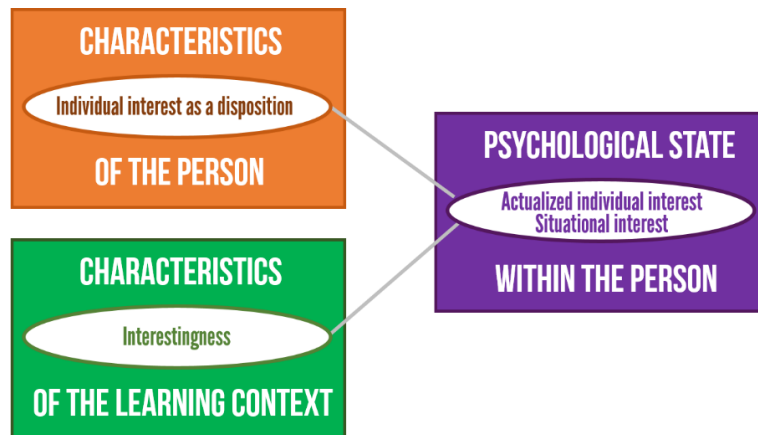 CHARACTERISTICS
Individual interest as a disposition
OF THE PERSON
CHARACTERISTICS
Interestingness
OF THE LEARNING CONTEXT
PSYCHOLOGICAL STATE
Actualized individual interest
Situational interest
WITHIN THE PERSON